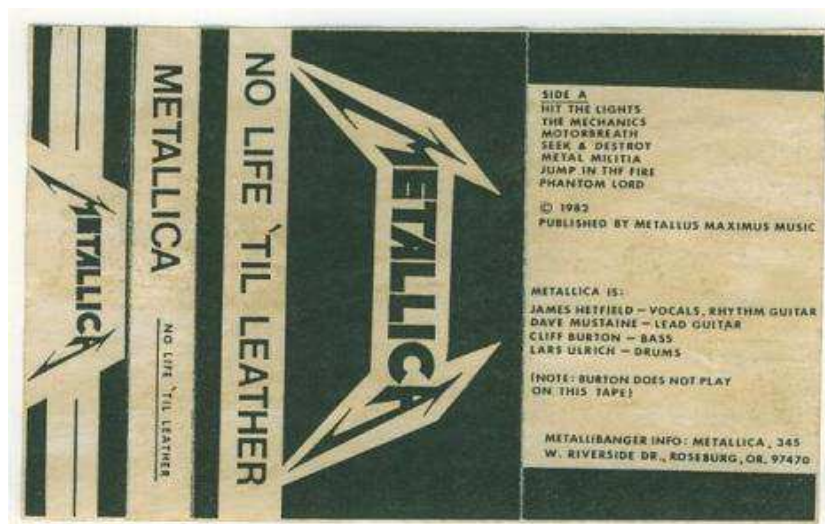 METALLICA
METALLICA
NO LIFE 'TIL LEATHER
NO LIFE 'TIL LEATHER
METALLICA
SIDE A
HIT THE LIGHTS
THE MECHANICS
MOTORBREATH
SEEK & DESTROY
METAL MILITIA
JUMP IN THF FIRE
PHANTOM LORD
© 1982
PUBLISHED BY METALLUS MAXIMUS MUSIC
METALLICA IS:
JAMES HETFIELD – VOCALS, RHYTHM GUITAR
DAVE MUSTAINE – LEAD GUITAR
CLIFF BURTON – BASS
LARS ULRICH – DRUMS
(NOTE: BURTON DOES NOT PLAY
ON THIS TAPE)
METALLIBANGER INFO: METALLICA, 345
W. RIVERSIDE DR., ROSEBURG, OR. 97470